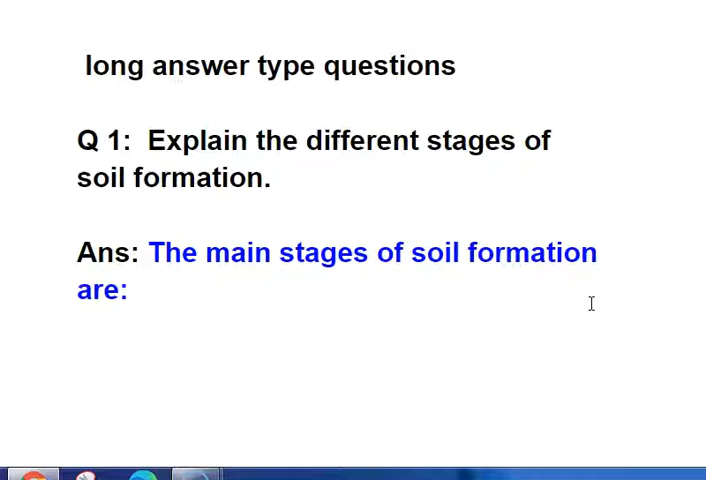 long answer type questions
Q 1: Explain the different stages of
soil formation.
Ans: The main stages of soil formation
are: